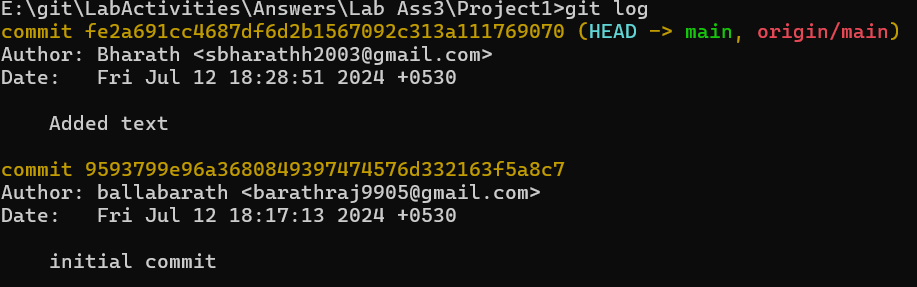 E:\git\LabActivities\Answers\Lab Ass3\Project1>git log
commit fe2a691cc4687df6d2b1567092c313a111769070 (HEAD -> main, origin/main)
Author: Bharath <sbharathh2003@gmail.com>
Date:   Fri Jul 12 18:28:51 2024 +0530
    Added text
commit 9593799e96a3680849397474576d332163f5a8c7
Author: ballabarath <barathraj9905@gmail.com>
Date:   Fri Jul 12 18:17:13 2024 +0530
    initial commit